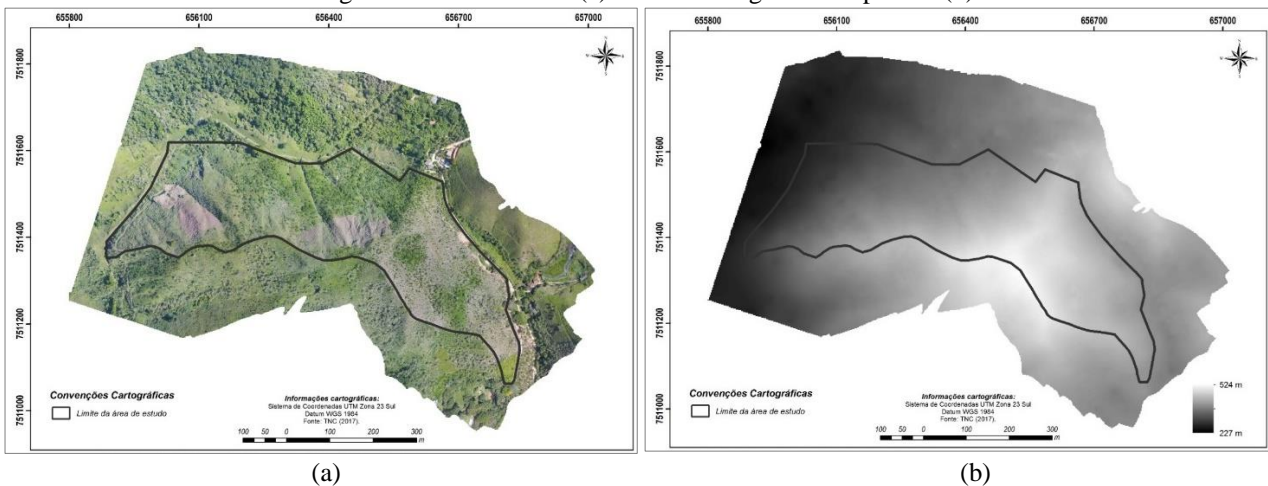 (a) (b)
655800 656100 656400 656700 657000
7511800
7511600
7511400
7511200
7511000
Convenções Cartográficas
Limite da área de estudo
Informações cartográficas:
Sistema de Coordenadas UTM Zona 23 Sul
Datum WGS 1984
Fonte: TNC (2017).
100 50 0 100 200 300
m
(a)
655800 656100 656400 656700 657000
7511800
7511600
7511400
7511200
7511000
Convenções Cartográficas
Limite da área de estudo
Informações cartográficas:
Sistema de Coordenadas UTM Zona 23 Sul
Datum WGS 1984
Fonte: TNC (2017).
100 50 0 100 200 300
m
524 m
227 m
(b)